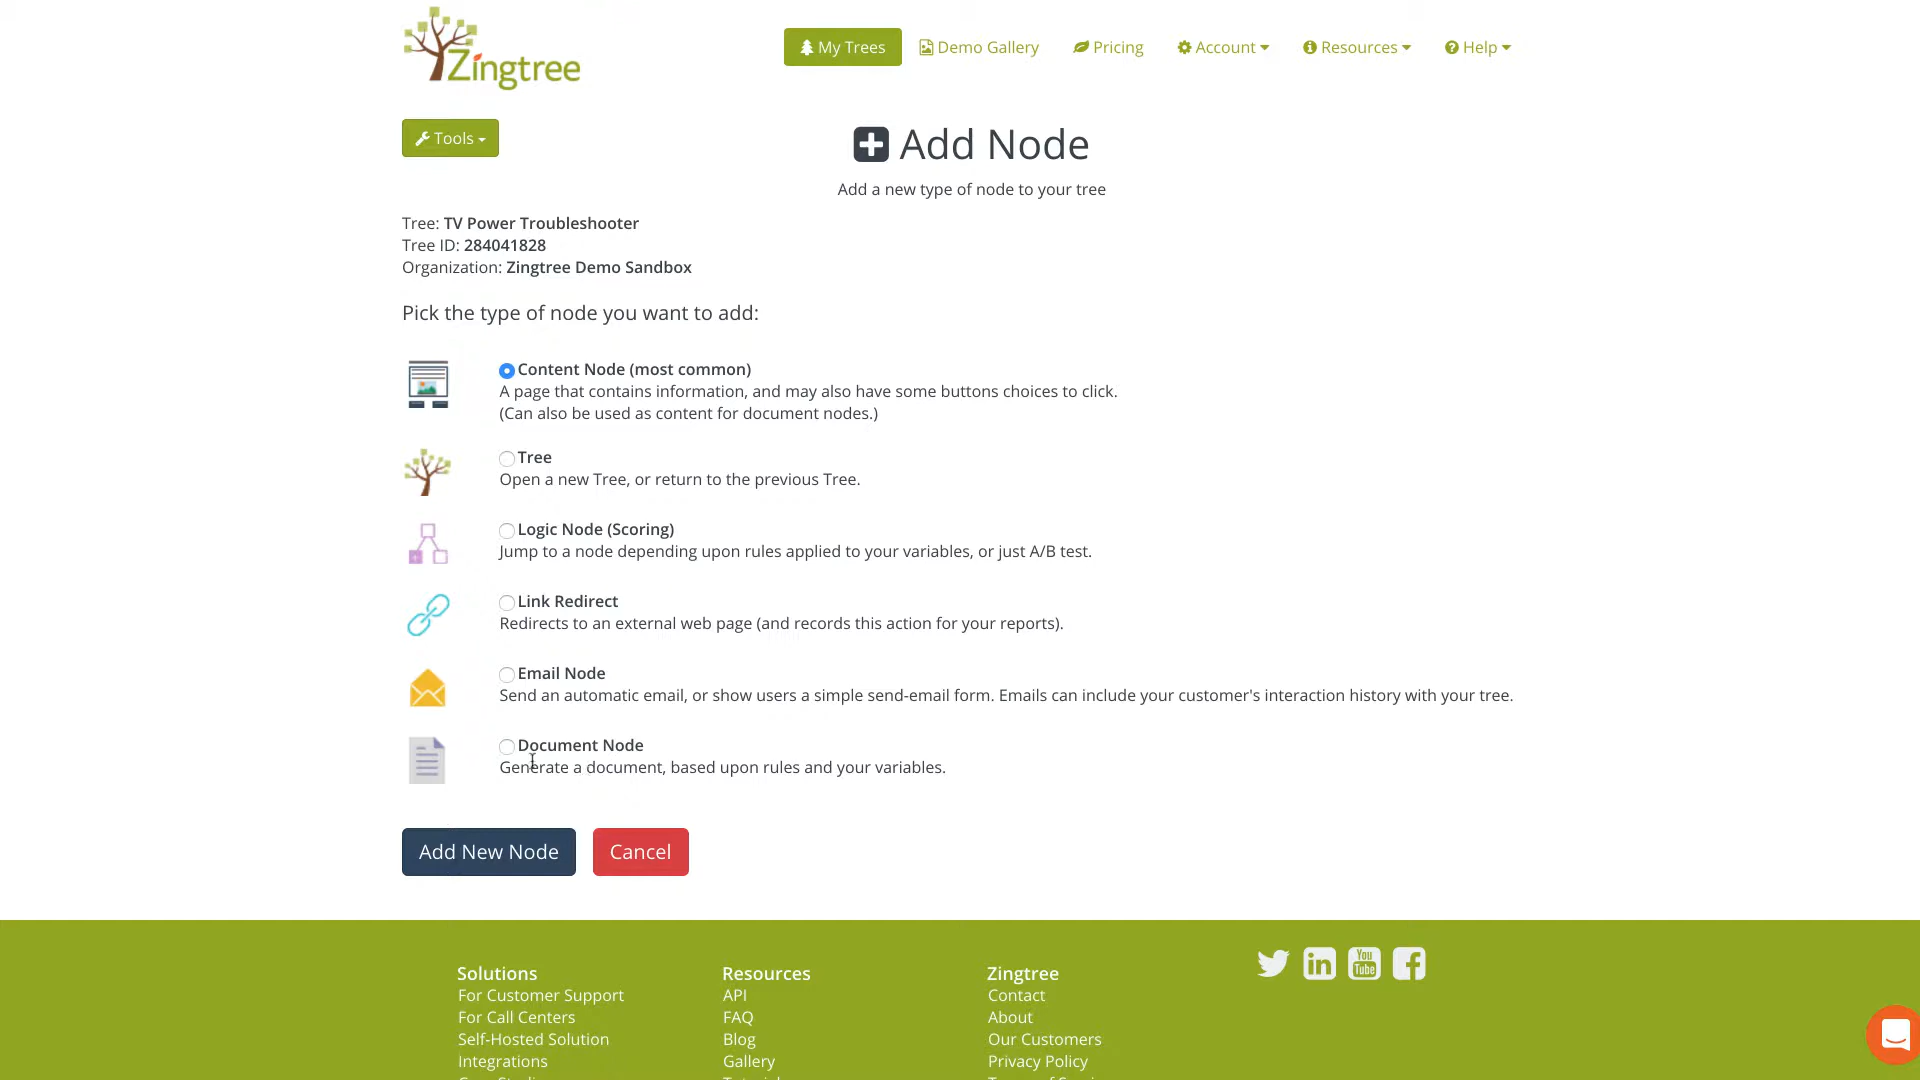 Zingtree
My Trees
Demo Gallery
Pricing
Account
Resources
Help
Tools
Add Node
Add a new type of node to your tree
Tree: TV Power Troubleshooter
Tree ID: 284041828
Organization: Zingtree Demo Sandbox
Pick the type of node you want to add:
Content Node (most common)
A page that contains information, and may also have some buttons choices to click.
(Can also be used as content for document nodes.)
Tree
Open a new Tree, or return to the previous Tree.
Logic Node (Scoring)
Jump to a node depending upon rules applied to your variables, or just A/B test.
Link Redirect
Redirects to an external web page (and records this action for your reports).
Email Node
Send an automatic email, or show users a simple send-email form. Emails can include your customer's interaction history with your tree.
Document Node
Generate a document, based upon rules and your variables.
Add New Node
Cancel
Solutions
For Customer Support
For Call Centers
Self-Hosted Solution
Integrations
Resources
API
FAQ
Blog
Gallery
Zingtree
Contact
About
Our Customers
Privacy Policy
You
Tube